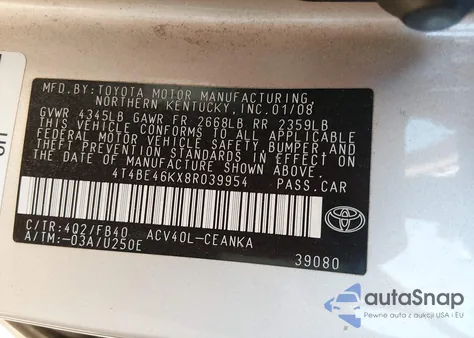 MFD.BY:TOYOTA MOTOR MANUFACTURING
NORTHERN KENTUCKY,INC.01/08
GVWR 4345LB GAWR FR 2668LB RR 2359LB
THIS VEHICLE CONFORMS TO ALL APPLICABLE
FEDERAL MOTOR VEHICLE SAFETY,BUMPER,AND
THEFT PREVENTION STANDARDS IN EFFECT ON
THE DATE OF MANUFACTURE SHOWN ABOVE.
4T4BE46KX8R039954 PASS.CAR
C/TR:4Q2/FB40 ACV40L-CEANKA
A/TM:-03A/U250E
TOYOTA
39080
autoSnap
Pewne auta z aukcji USA i EU